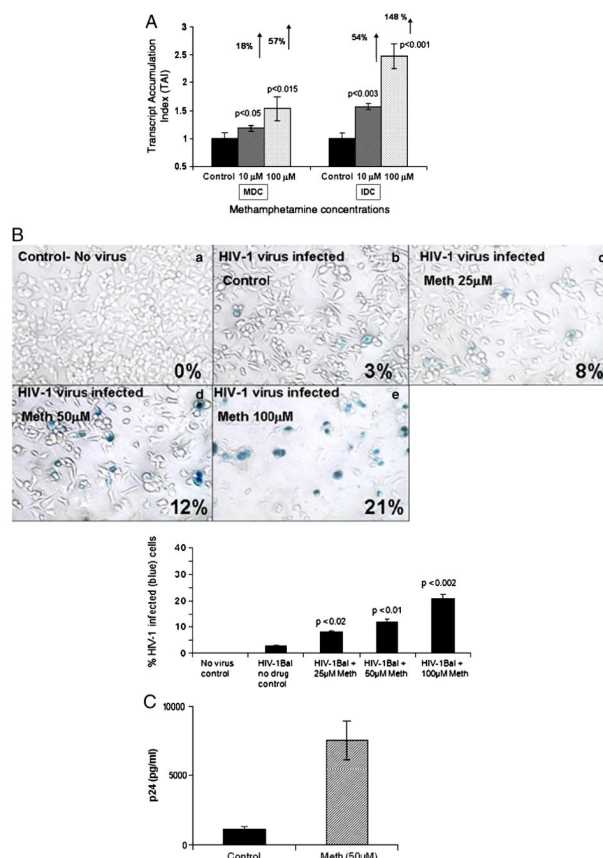 A
148 %
57%
18%
54%
p<0.001
p<0.015
p<0.003
p<0.05
Transcript Accumulation
Index (TAI)
3
2.5
2
1.5
1
0.5
Control 10 µM 100 µM
Control 10 µM 100 µM
MDC
IDC
Methamphetamine concentrations
B
Control- No virus
a
0%
HIV-1 virus infected
b
Control
3%
HIV-1 virus infected
c
Meth 25µM
8%
HIV-1 virus infected
d
Meth 50µM
12%
HIV-1 virus infected
e
Meth 100µM
21%
% HIV-1 infected (blue) cells
40
30
20
10
0
p <0.02
p <0.01
p <0.002
No virus
control
HIV-1Bal
no drug
control
HIV-1Bal +
25µM Meth
HIV-1Bal +
50µM Meth
HIV-1Bal +
100µM Meth
C
p24 (pg/ml)
10000
5000
0
Control
Meth (50µM)